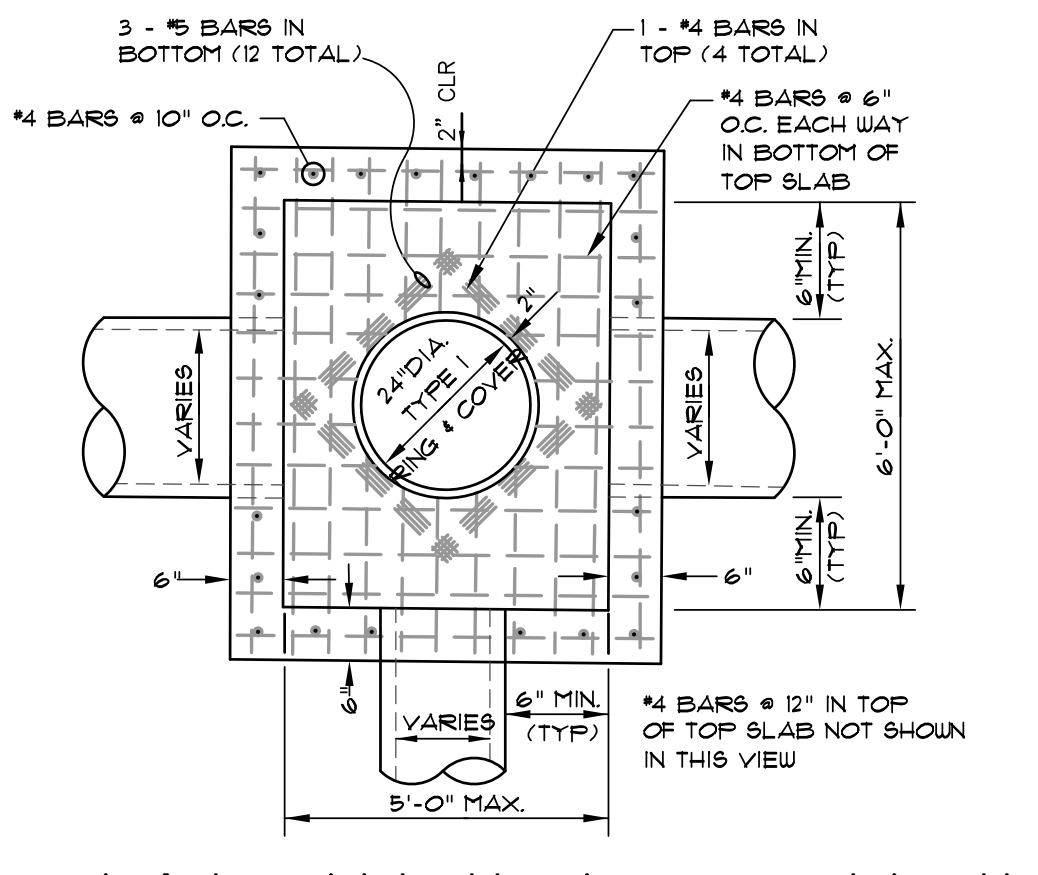 3 - #5 BARS IN
BOTTOM (12 TOTAL)
1 - #4 BARS IN
TOP (4 TOTAL)
#4 BARS @ 10" O.C.
2" CLR
#4 BARS @ 6"
O.C. EACH WAY
IN BOTTOM OF
TOP SLAB
6"MIN.
(TYP)
2"
24"DIA.
TYPE 1
RING & COVER
VARIES
VARIES
6'-0" MAX.
6"MIN.
(TYP)
6"
6"
6"
VARIES
6" MIN.
(TYP)
#4 BARS @ 12" IN TOP
OF TOP SLAB NOT SHOWN
IN THIS VIEW
5'-0" MAX.